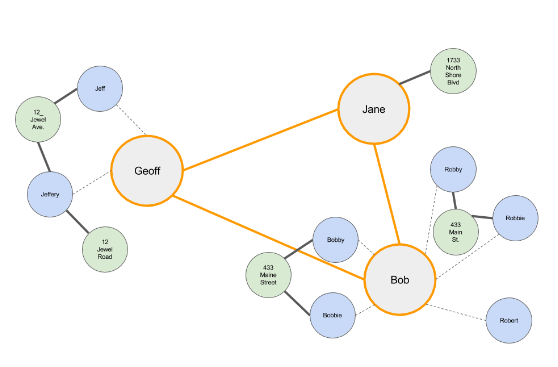 1733
North
Shore
Blvd
Jeff
Jane
12_
Jewel
Ave.
Geoff
Robby
Jeffery
Robbie
433
Main
St.
Bobby
12
Jewel
Road
433
Maine
Street
Bob
Bobbie
Robert